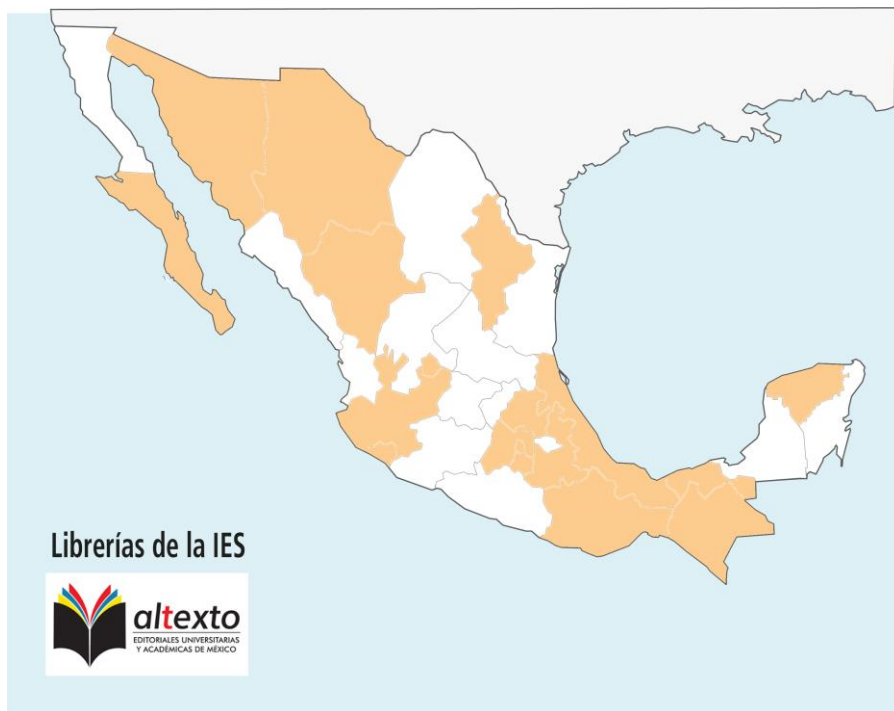 Librerías de la IES
altexto
EDITORIALES UNIVERSITARIAS
Y ACADÉMICAS DE MÉXICO